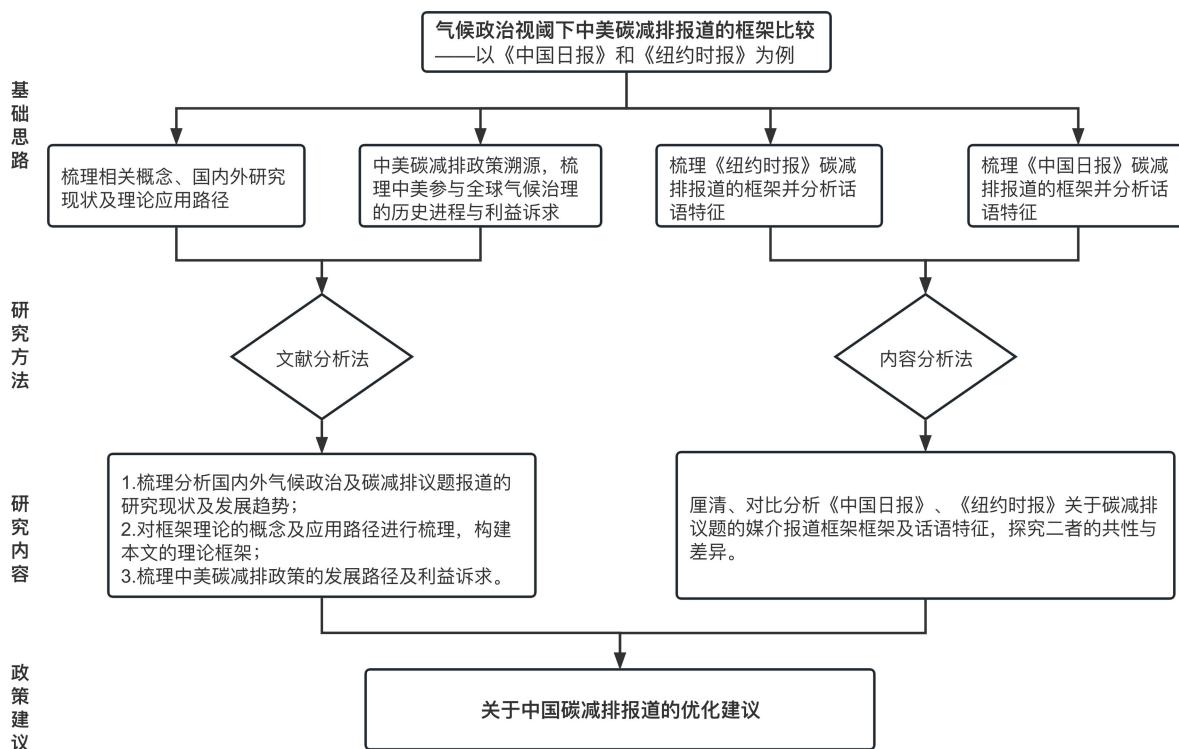 气候政治视阈下中美碳减排报道的框架比较
——以《中国日报》和《纽约时报》为例
基础思路
梳理相关概念、国内外研究
现状及理论应用路径
中美碳减排政策溯源，梳
理中美参与全球气候治理
的历史进程与利益诉求
梳理《纽约时报》碳减
排报道的框架并分析话
语特征
梳理《中国日报》碳减
排报道的框架并分析话
语特征
研究方法
文献分析法
内容分析法
研究内容
1.梳理分析国内外气候政治及碳减排议题报道的
研究现状及发展趋势；
2.对框架理论的概念及应用路径进行梳理，构建
本文的理论框架；
3.梳理中美碳减排政策的发展路径及利益诉求。
厘清、对比分析《中国日报》、《纽约时报》关于碳减排
议题的媒介报道框架框架及话语特征，探究二者的共性与
差异。
政策建议
关于中国碳减排报道的优化建议